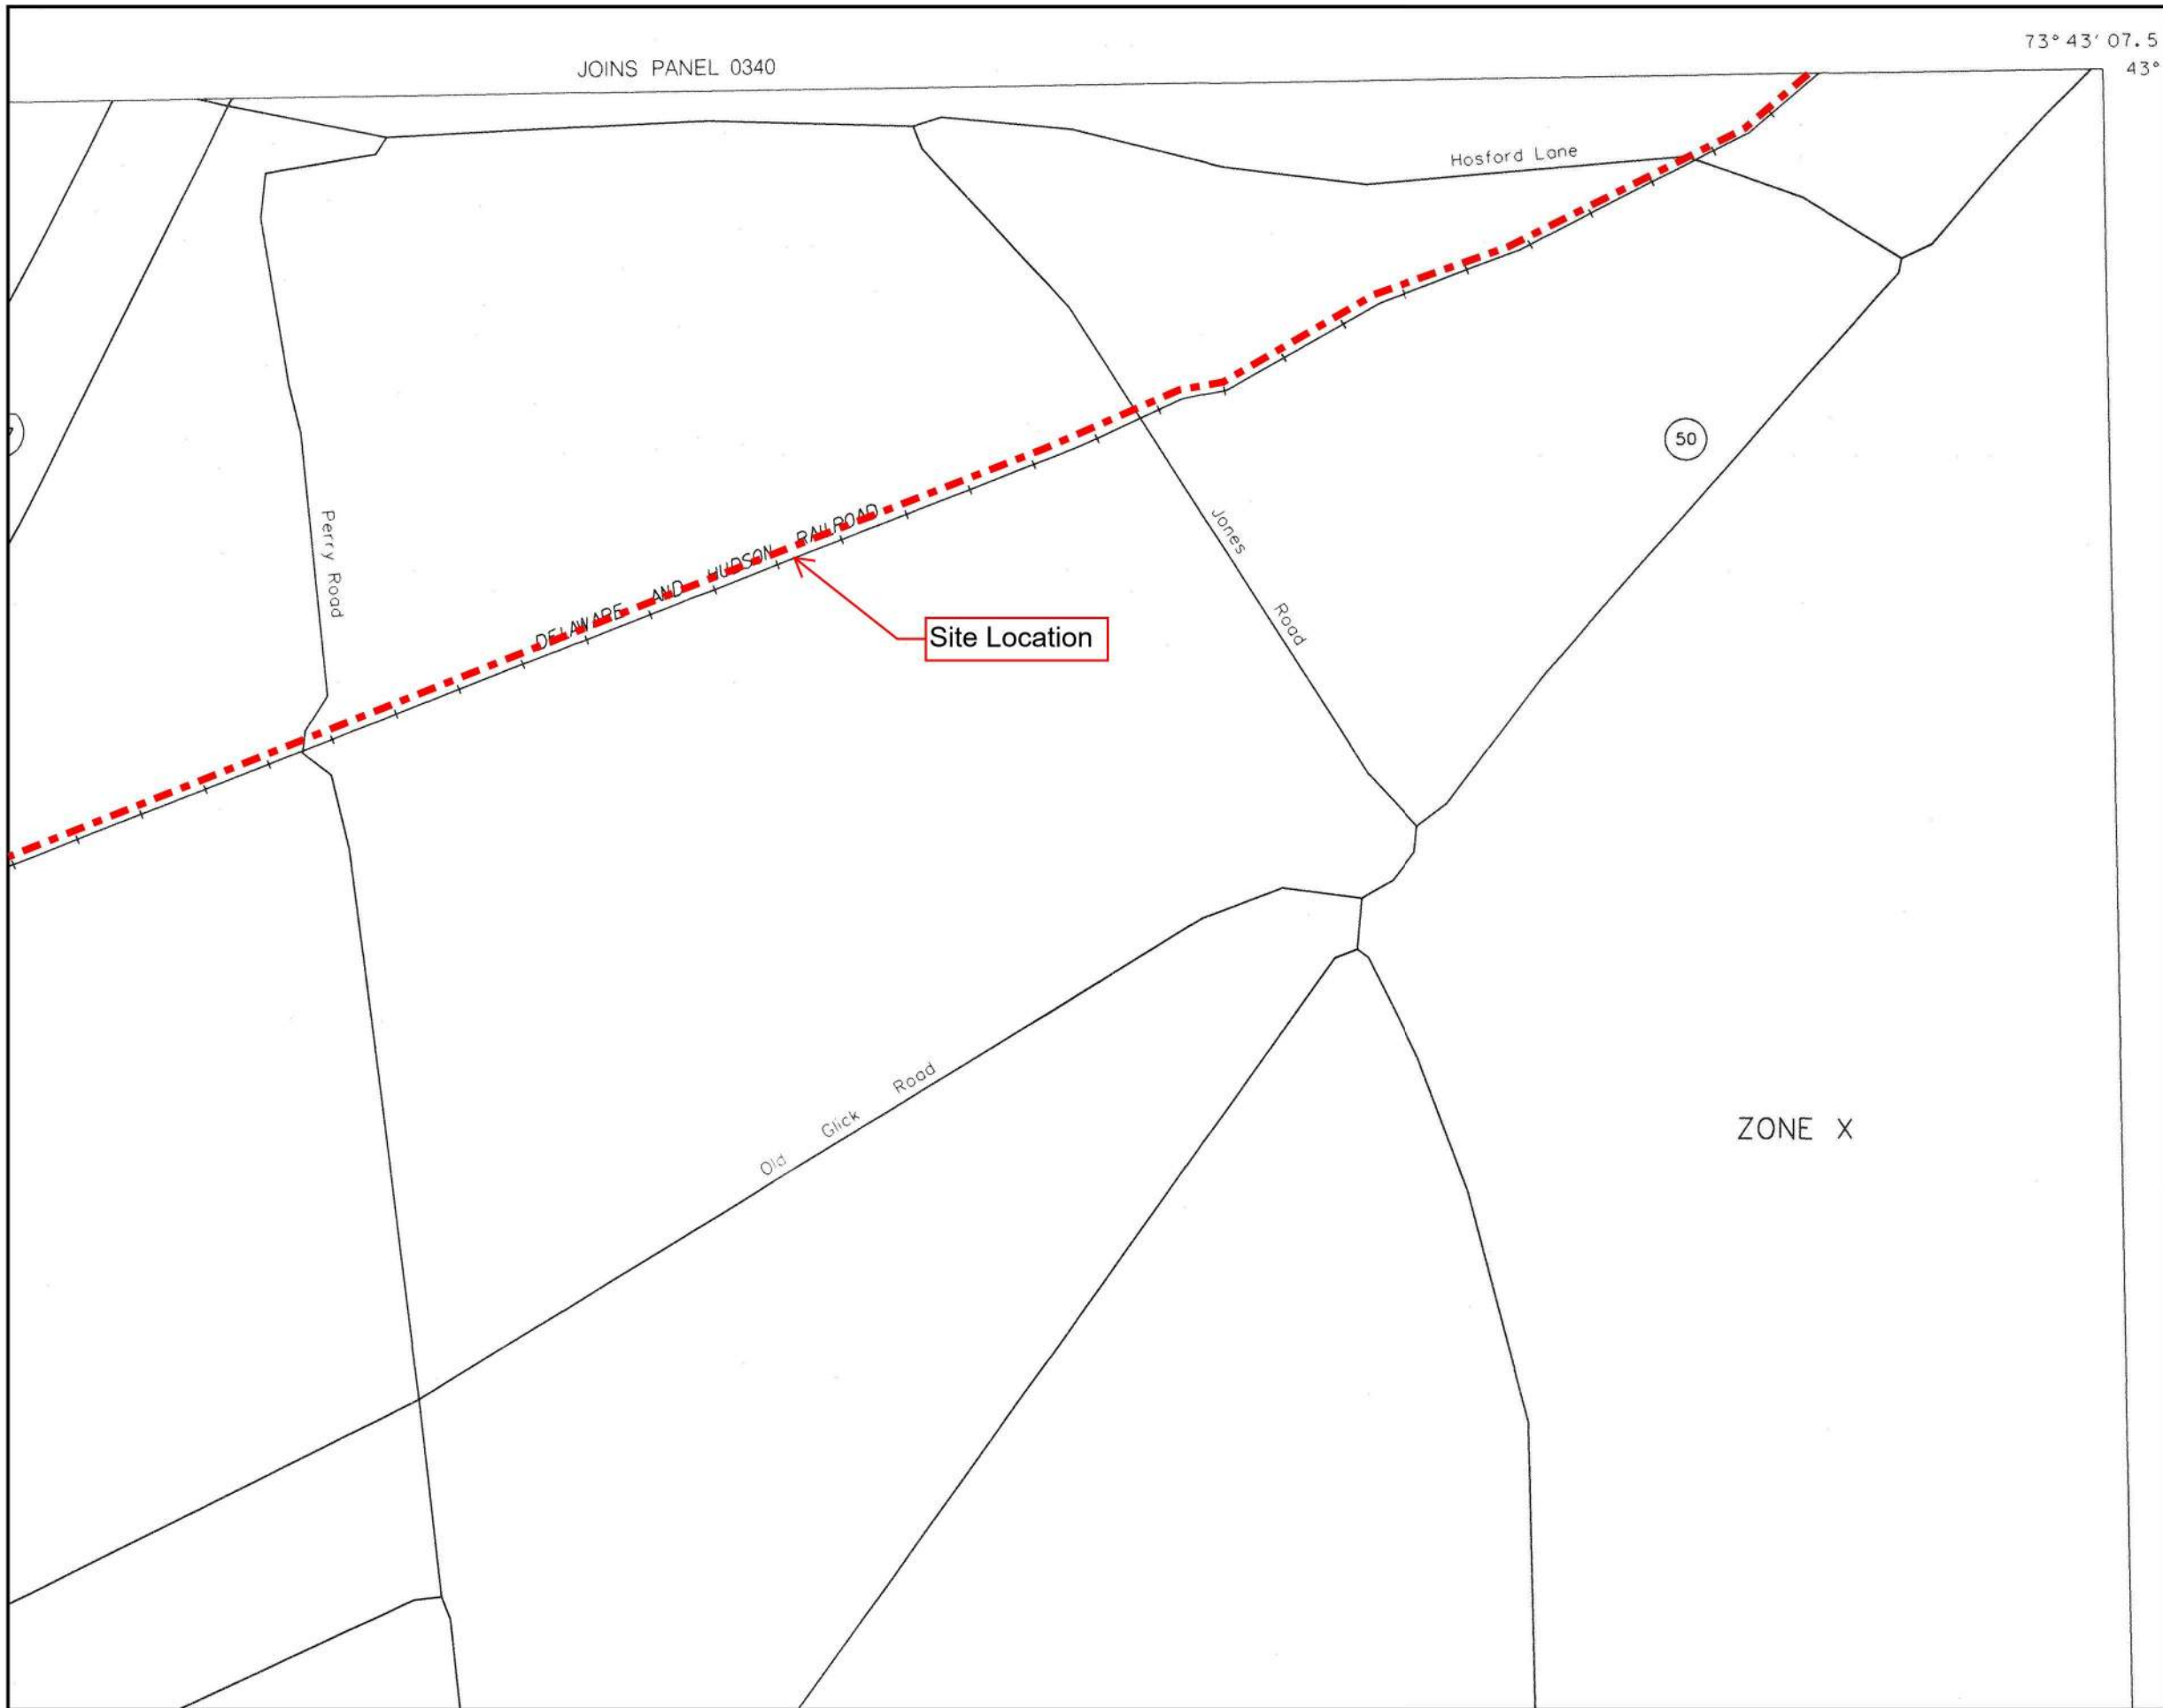 73° 43' 07.5
43°
JOINS PANEL 0340
Hosford Lane
50
Perry Road
Jones Road
DELAWARE AND HUDSON RAILROAD
Site Location
Old Glick Road
ZONE X